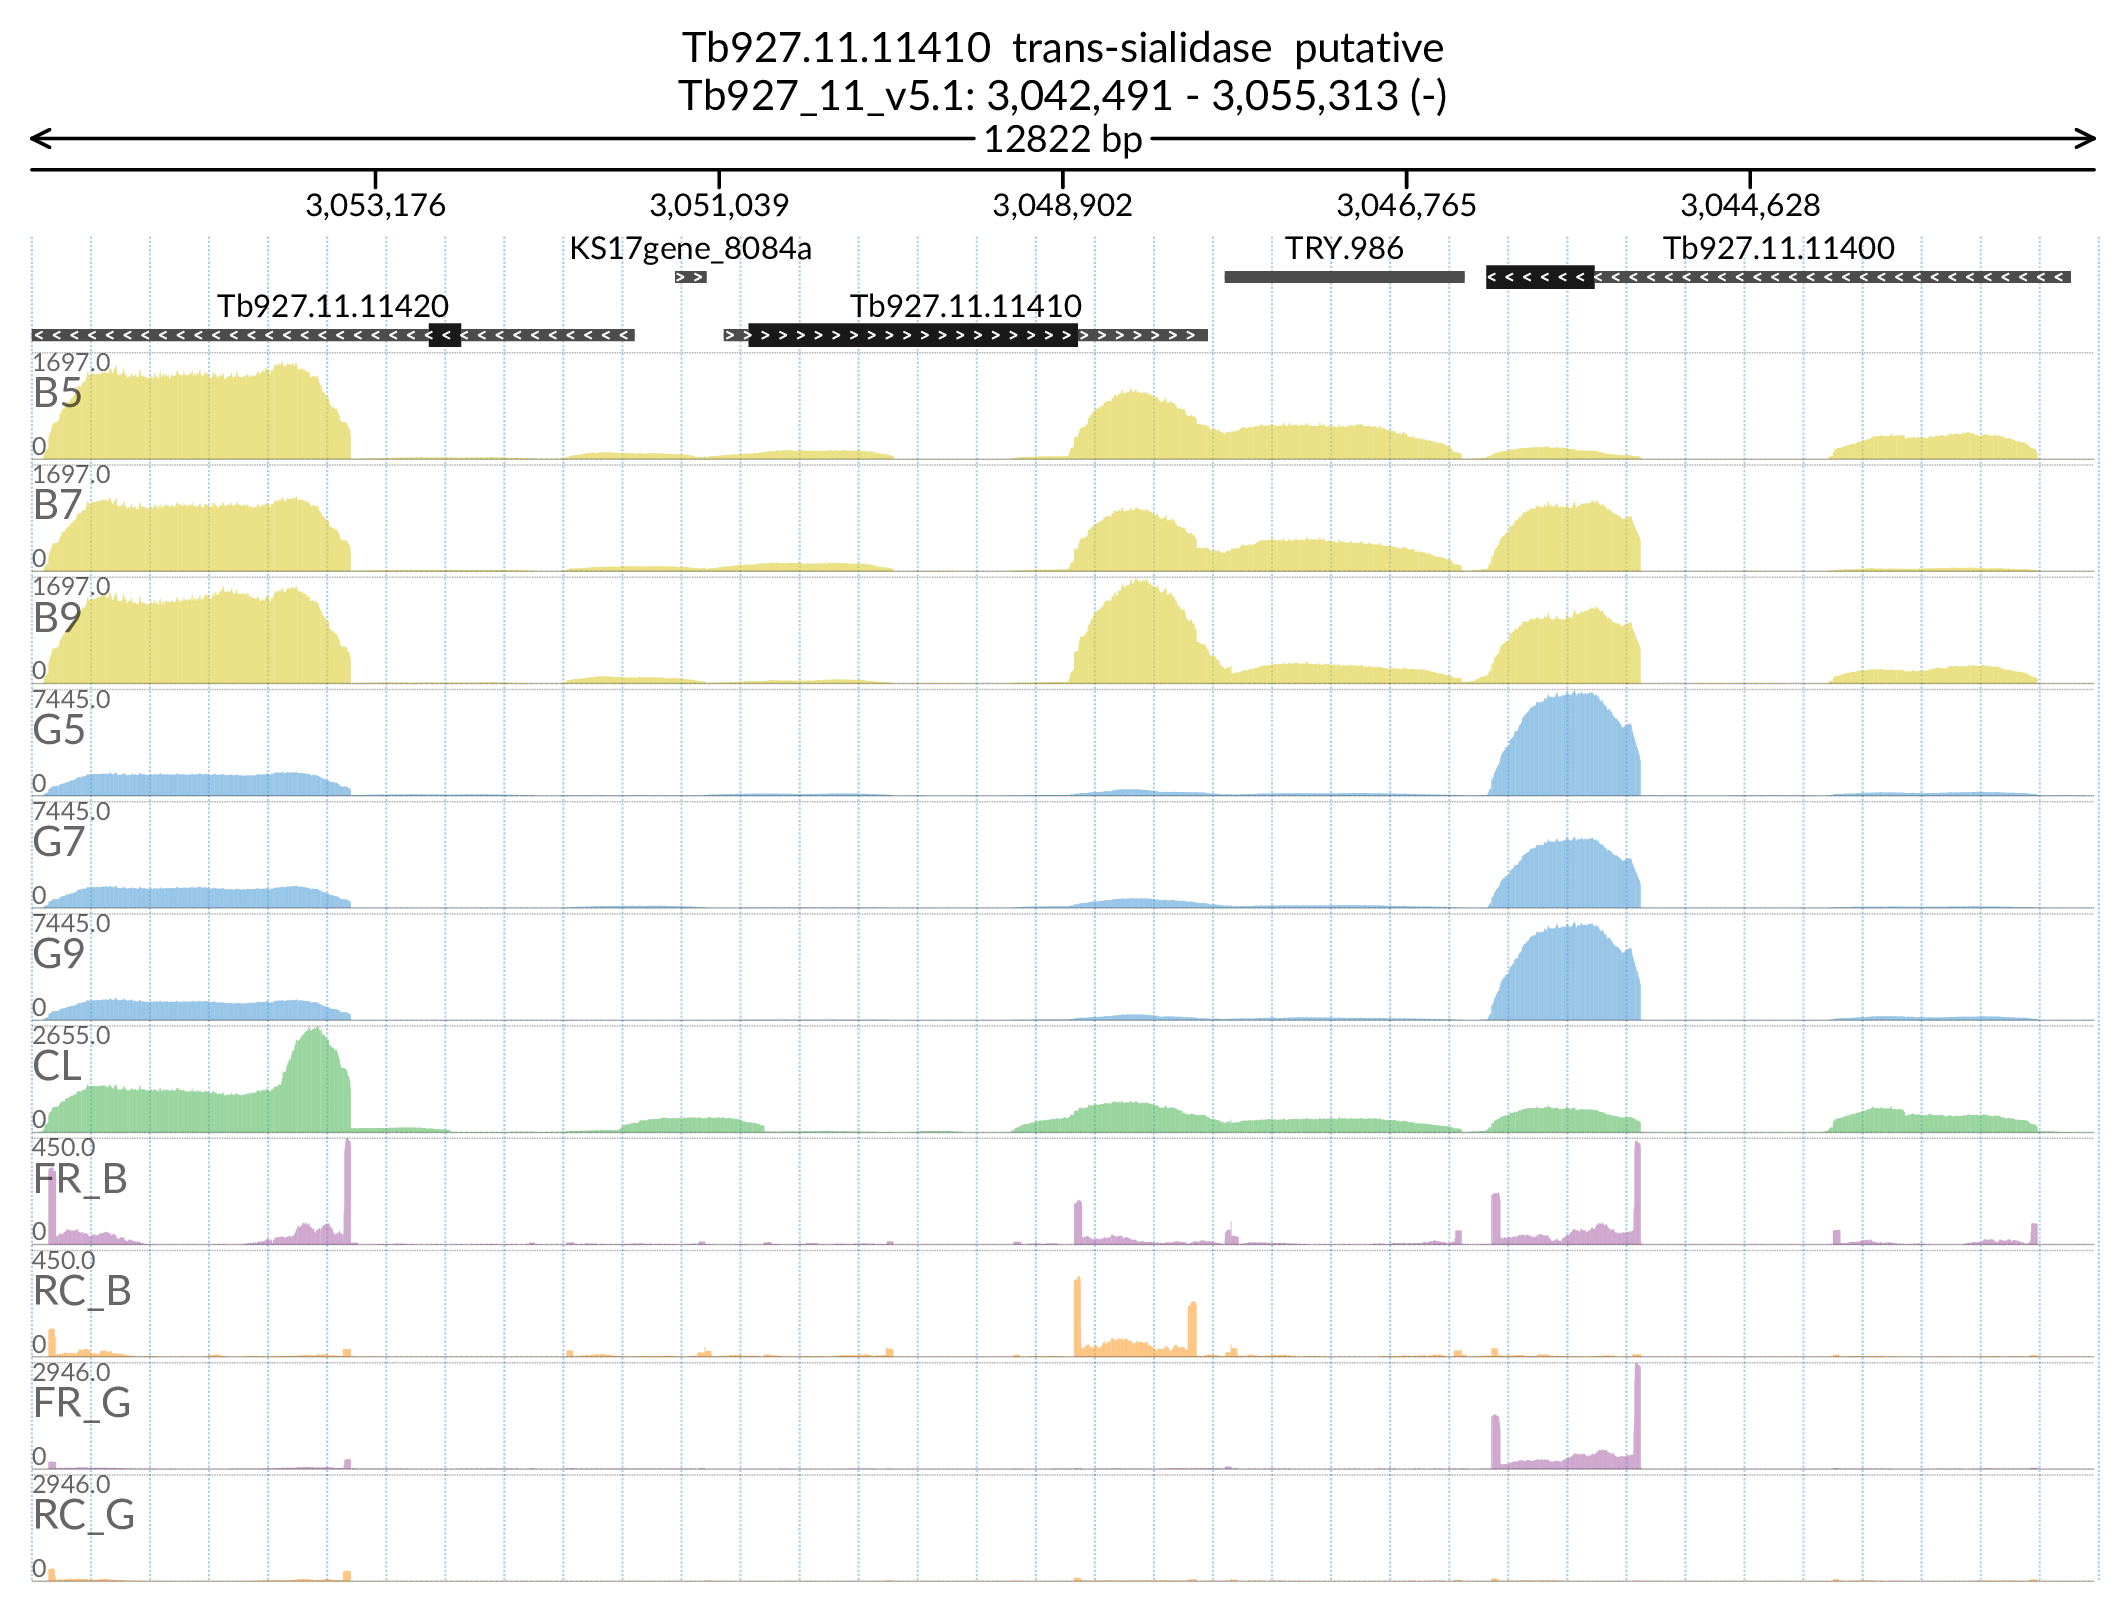 Tb927.11.11410 trans-sialidase putative
Tb927_11_v5.1: 3,042,491 - 3,055,313 (-)
12822 bp
3,053,176 3,051,039 3,048,902 3,046,765 3,044,628
KS17gene_8084a TRY.986 Tb927.11.11400
Tb927.11.11420 Tb927.11.11410
1697.0
B5
0
1697.0
B7
0
1697.0
B9
0
7445.0
G5
0
7445.0
G7
0
7445.0
G9
0
2655.0
CL
0
450.0
FR_B
0
450.0
RC_B
0
2946.0
FR_G
0
2946.0
RC_G
0